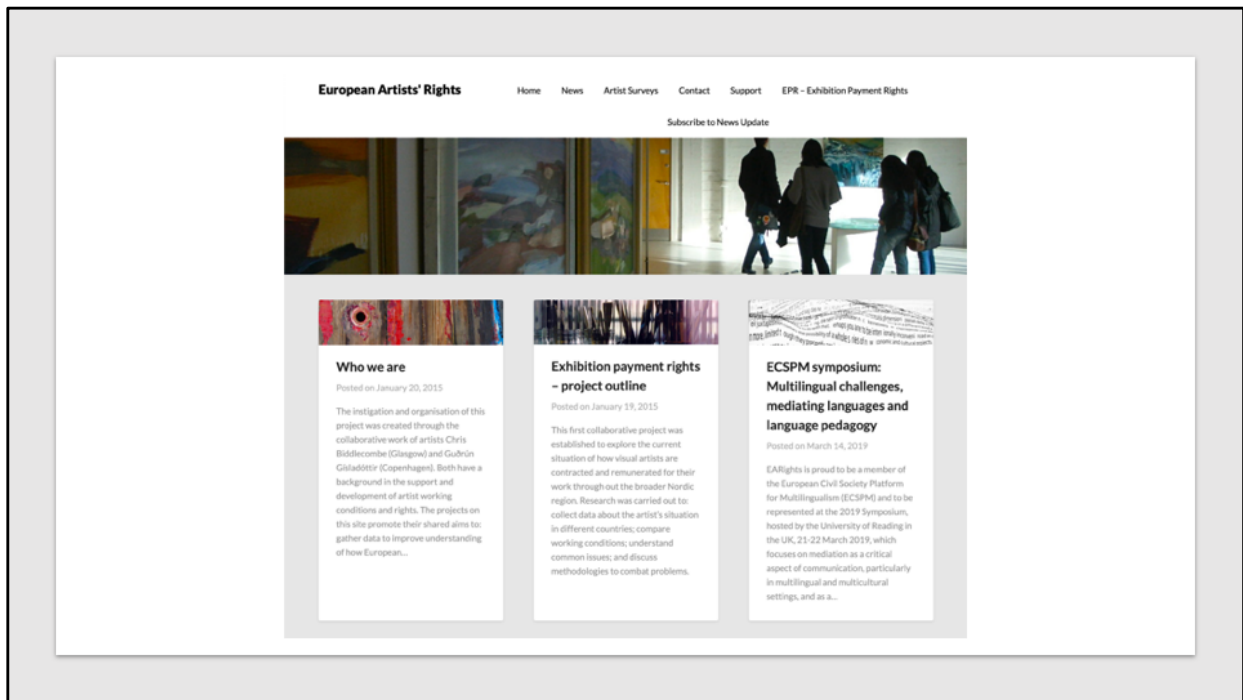 European Artists' Rights
Home News Artist Surveys Contact Support EPR – Exhibition Payment Rights
Subscribe to News Update
Who we are
Posted on January 20, 2015
The instigation and organisation of this
project was created through the
collaborative work of artists Chris
Biddlecombe (Glasgow) and Guðrún
Gísladóttir (Copenhagen). Both have a
background in the support and
development of artist working
conditions and rights. The projects on
this site promote their shared aims to:
gather data to improve understanding
of how European...
Exhibition payment rights
– project outline
Posted on January 19, 2015
This first collaborative project was
established to explore the current
situation of how visual artists are
contracted and remunerated for their
work through out the broader Nordic
region. Research was carried out to:
collect data about the artist's situation
in different countries; compare
working conditions; understand
common issues; and discuss
methodologies to combat problems.
ECSPM symposium:
Multilingual challenges,
mediating languages and
language pedagogy
Posted on March 14, 2019
EARights is proud to be a member of
the European Civil Society Platform
for Multilingualism (ECSPM) and to be
represented at the 2019 Symposium,
hosted by the University of Reading in
the UK, 21-22 March 2019, which
focuses on mediation as a critical
aspect of communication, particularly
in multilingual and multicultural
settings, and as a...